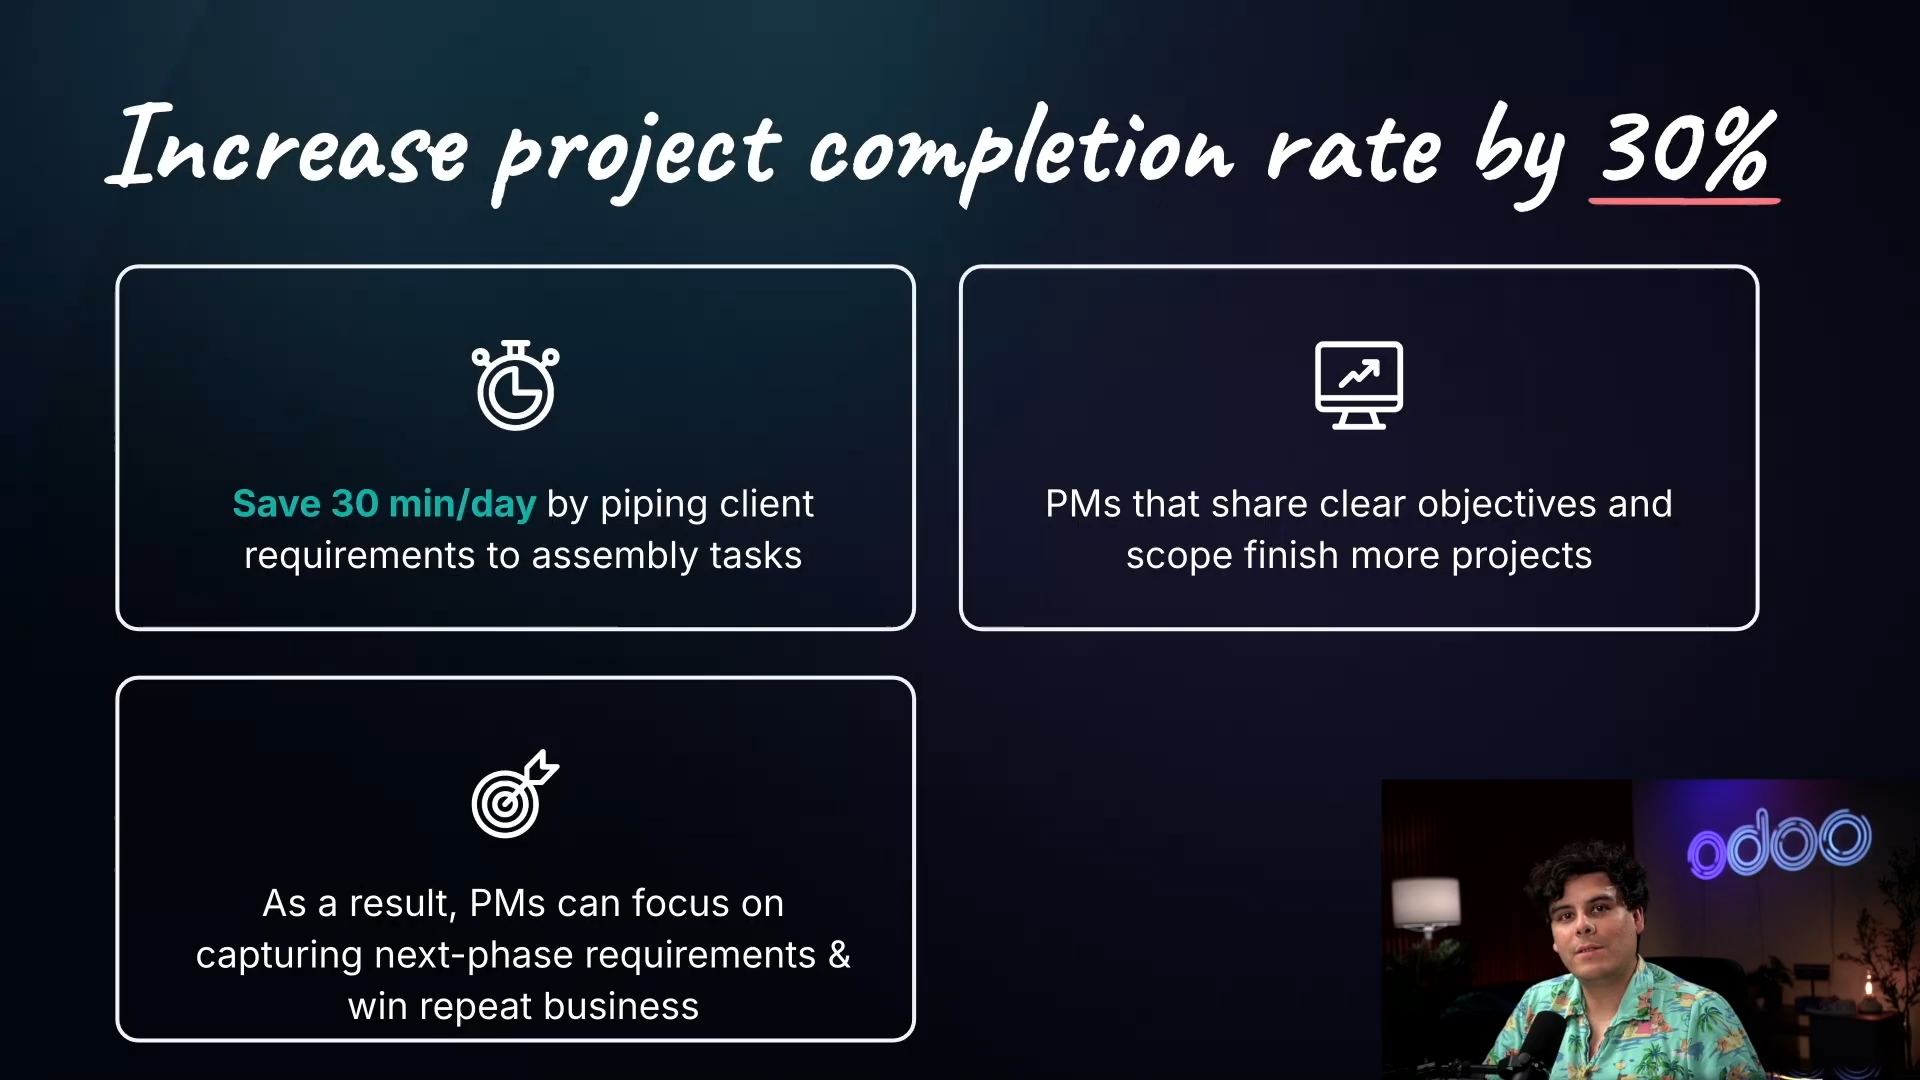 Increase project completion rate by 30%
Save 30 min/day by piping client
requirements to assembly tasks
PMs that share clear objectives and
scope finish more projects
As a result, PMs can focus on
capturing next-phase requirements &
win repeat business
odoo